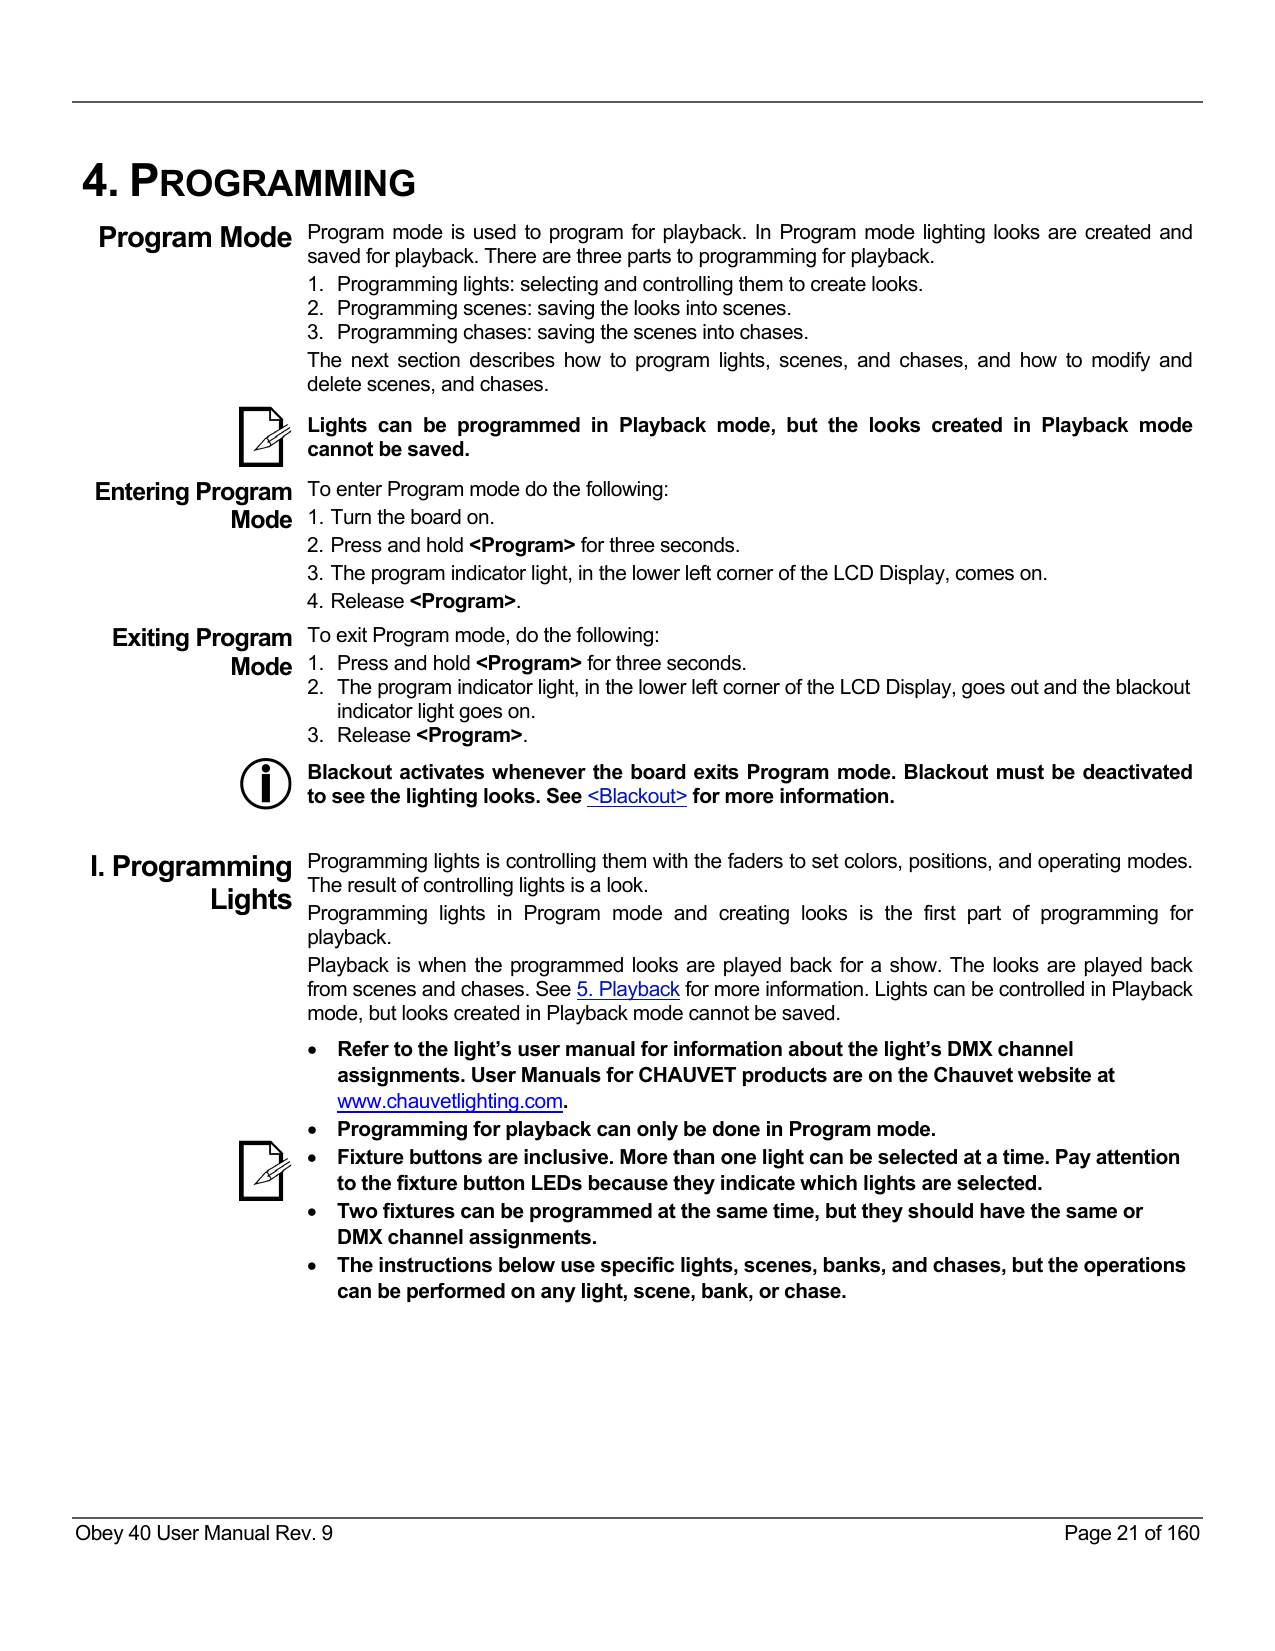 4. PROGRAMMING
Program Mode
Program mode is used to program for playback. In Program mode lighting looks are created and
saved for playback. There are three parts to programming for playback.
1. Programming lights: selecting and controlling them to create looks.
2. Programming scenes: saving the looks into scenes.
3. Programming chases: saving the scenes into chases.
The next section describes how to program lights, scenes, and chases, and how to modify and
delete scenes, and chases.
Lights can be programmed in Playback mode, but the looks created in Playback mode
cannot be saved.
Entering Program
Mode
To enter Program mode do the following:
1. Turn the board on.
2. Press and hold <Program> for three seconds.
3. The program indicator light, in the lower left corner of the LCD Display, comes on.
4. Release <Program>.
Exiting Program
Mode
To exit Program mode, do the following:
1. Press and hold <Program> for three seconds.
2. The program indicator light, in the lower left corner of the LCD Display, goes out and the blackout
indicator light goes on.
3. Release <Program>.
Blackout activates whenever the board exits Program mode. Blackout must be deactivated
to see the lighting looks. See <Blackout> for more information.
I. Programming
Lights
Programming lights is controlling them with the faders to set colors, positions, and operating modes.
The result of controlling lights is a look.
Programming lights in Program mode and creating looks is the first part of programming for
playback.
Playback is when the programmed looks are played back for a show. The looks are played back
from scenes and chases. See 5. Playback for more information. Lights can be controlled in Playback
mode, but looks created in Playback mode cannot be saved.
• Refer to the light’s user manual for information about the light’s DMX channel
assignments. User Manuals for CHAUVET products are on the Chauvet website at
www.chauvetlighting.com.
• Programming for playback can only be done in Program mode.
• Fixture buttons are inclusive. More than one light can be selected at a time. Pay attention
to the fixture button LEDs because they indicate which lights are selected.
• Two fixtures can be programmed at the same time, but they should have the same or
DMX channel assignments.
• The instructions below use specific lights, scenes, banks, and chases, but the operations
can be performed on any light, scene, bank, or chase.
Obey 40 User Manual Rev. 9
Page 21 of 160